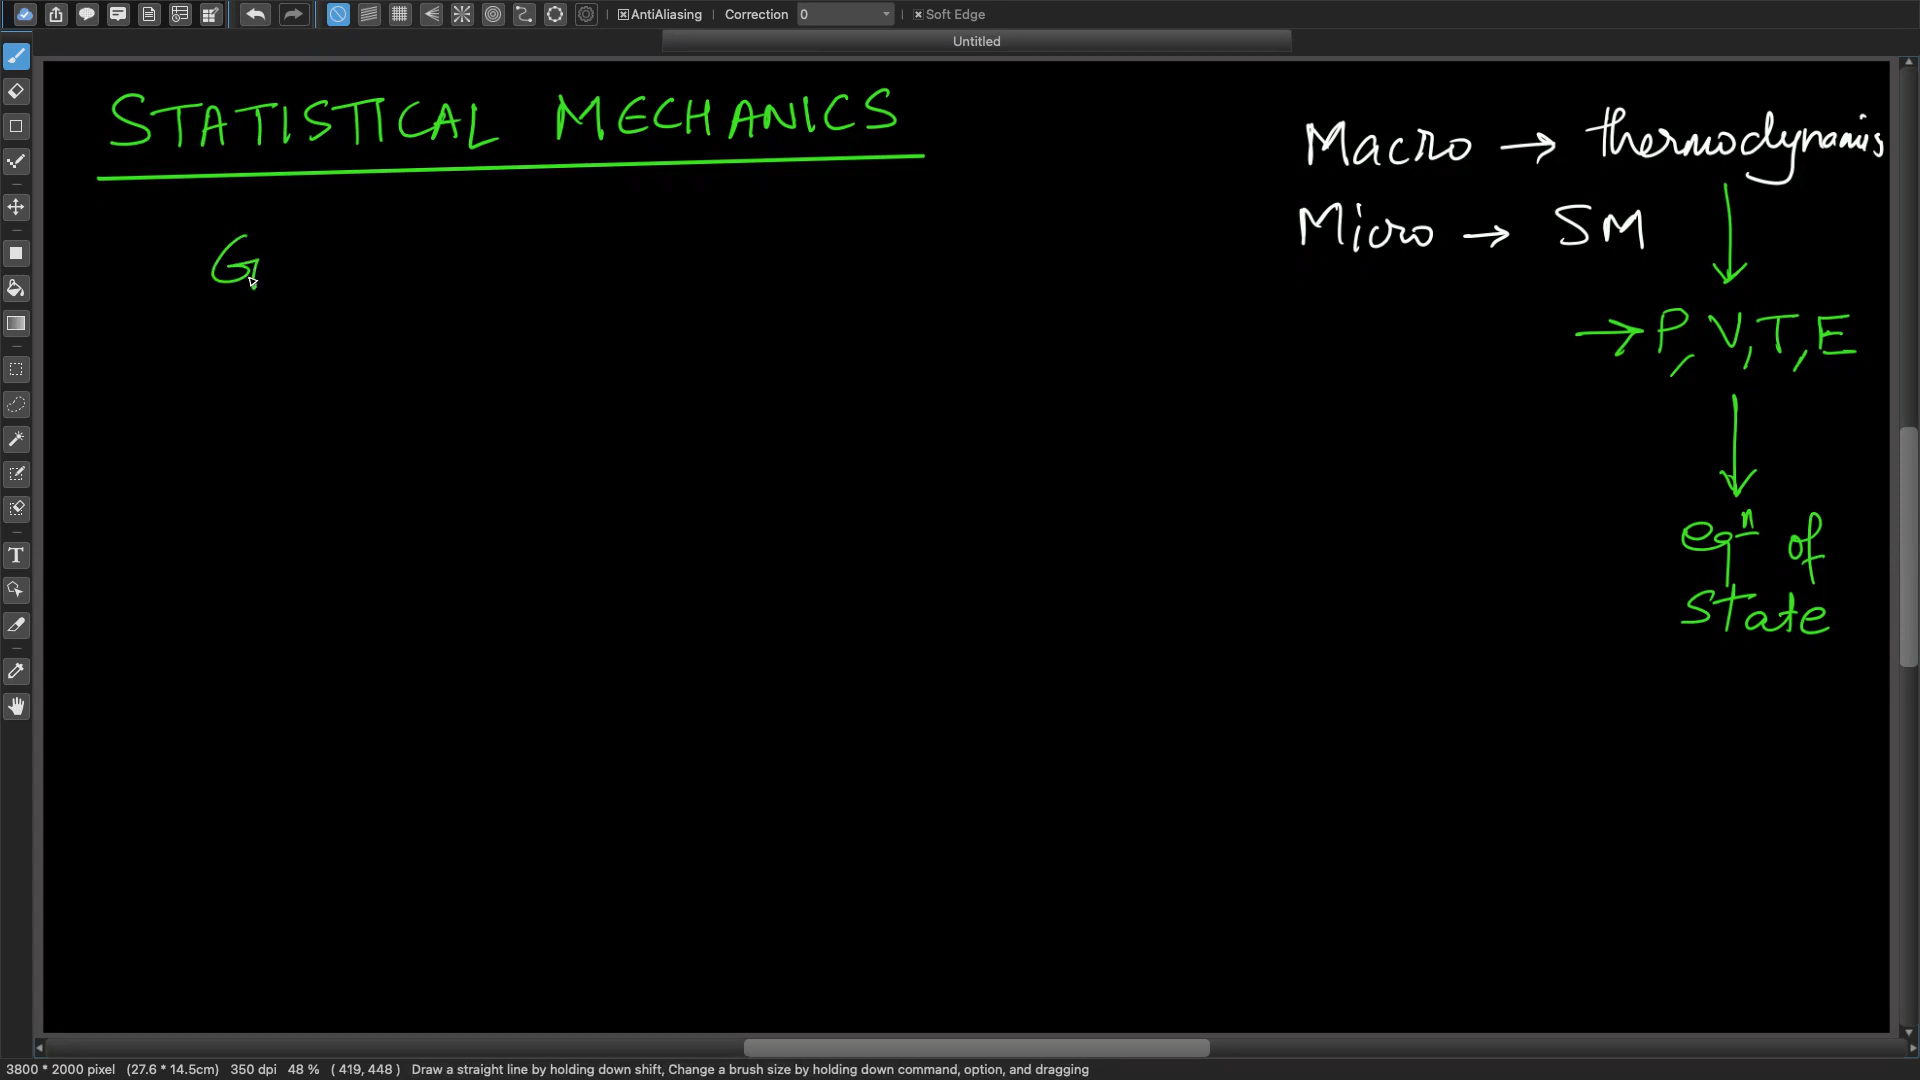 AntiAliasing Correction 0 Soft Edge
Untitled
STATISTICAL MECHANICS
Macro → thermodynamis
Micro → SM
G
→ P, V, T, E
eqn of
state
T
3800 * 2000 pixel (27.6 * 14.5cm) 350 dpi 48 % ( 419, 448 ) Draw a straight line by holding down shift, Change a brush size by holding down command, option, and dragging